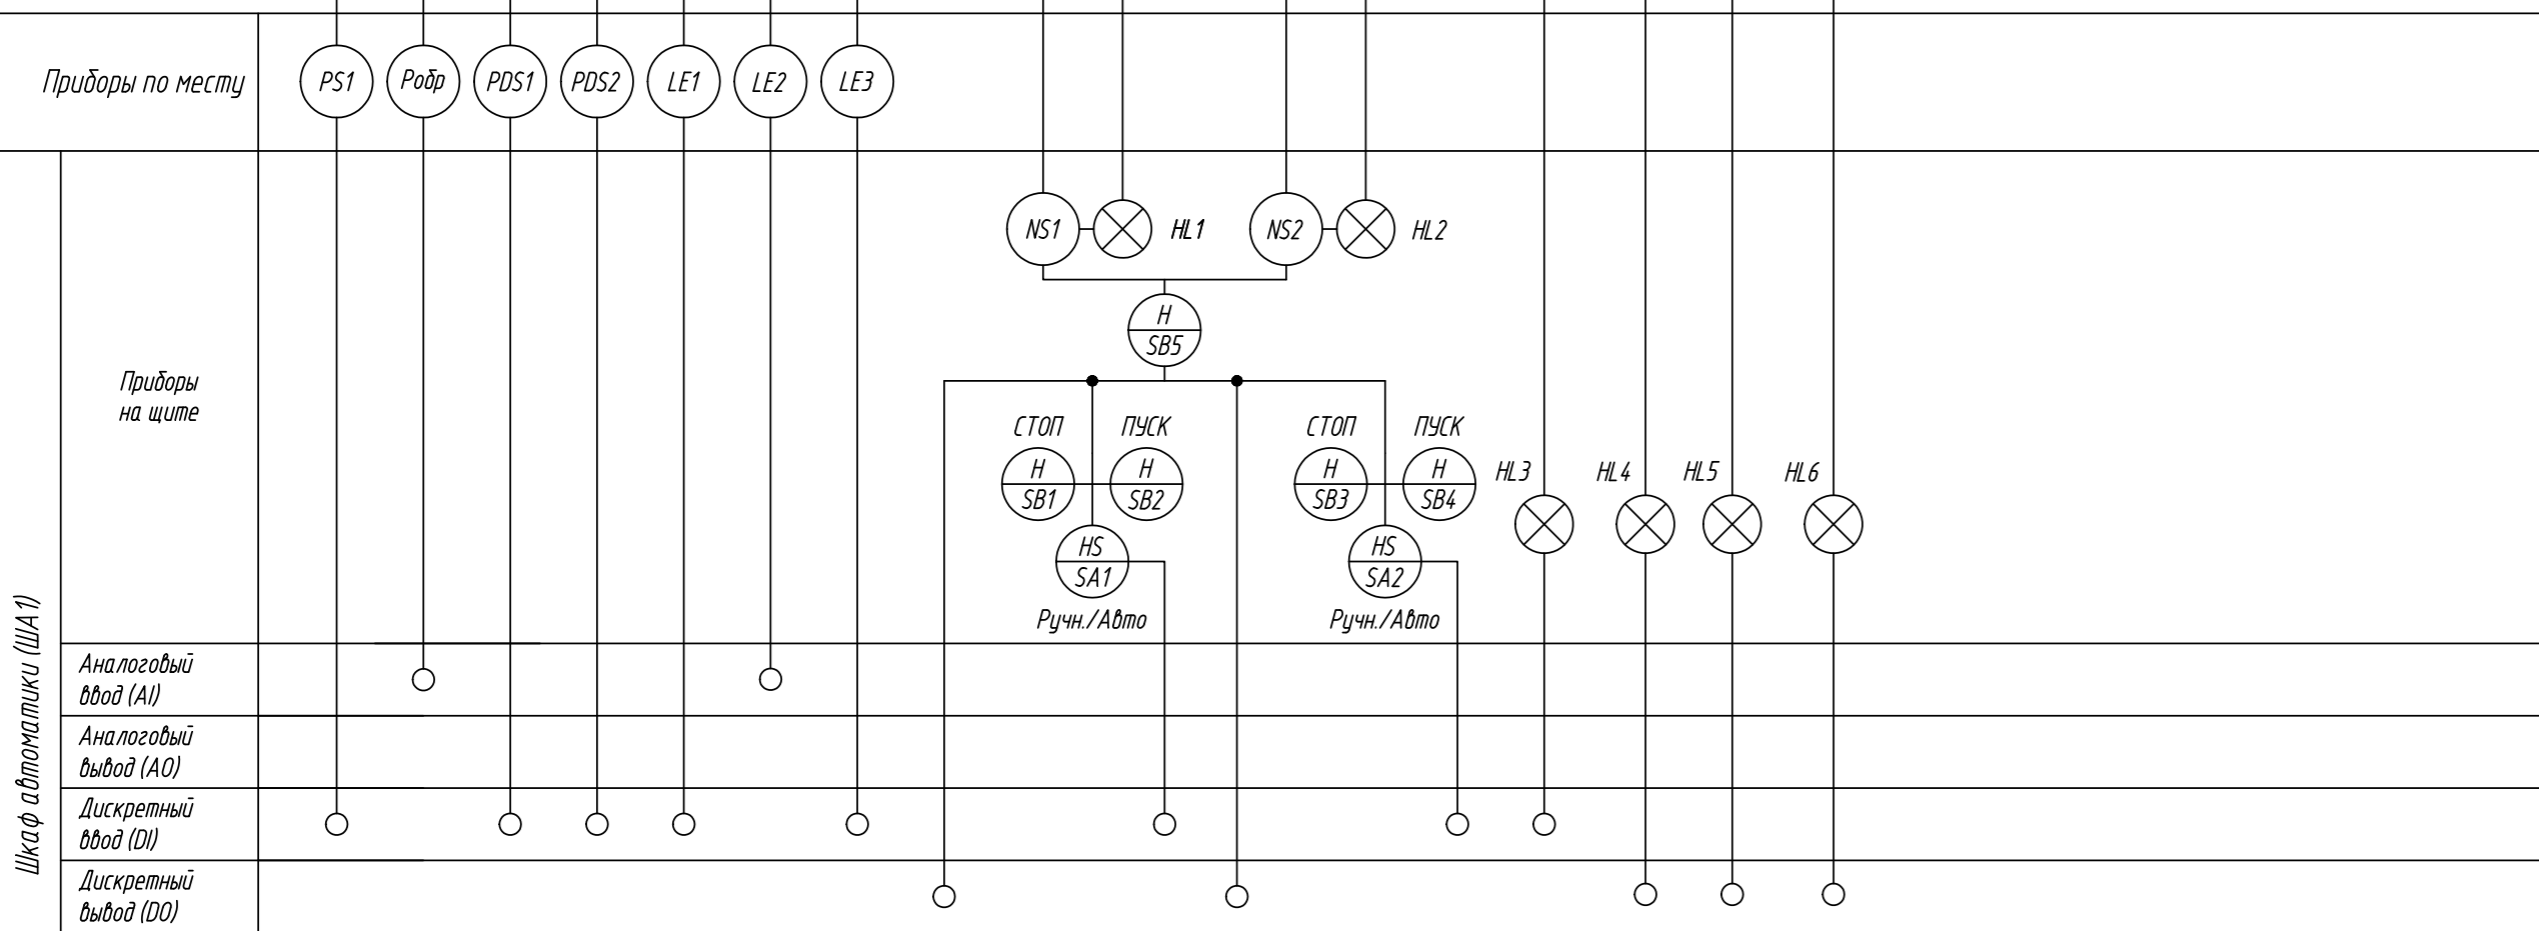 Приборы по месту
PS1
Pобр
PDS1
PDS2
LE1
LE2
LE3
NS1
HL1
NS2
HL2
H
SB5
Приборы
на щите
СТОП
ПУСК
СТОП
ПУСК
H
SB1
H
SB2
H
SB3
H
SB4
HL3
HL4
HL5
HL6
HS
SA1
HS
SA2
Ручн./Авто
Ручн./Авто
Шкаф автоматики (ША1)
Аналоговый
ввод (AI)
Аналоговый
вывод (AO)
Дискретный
ввод (DI)
Дискретный
вывод (DO)